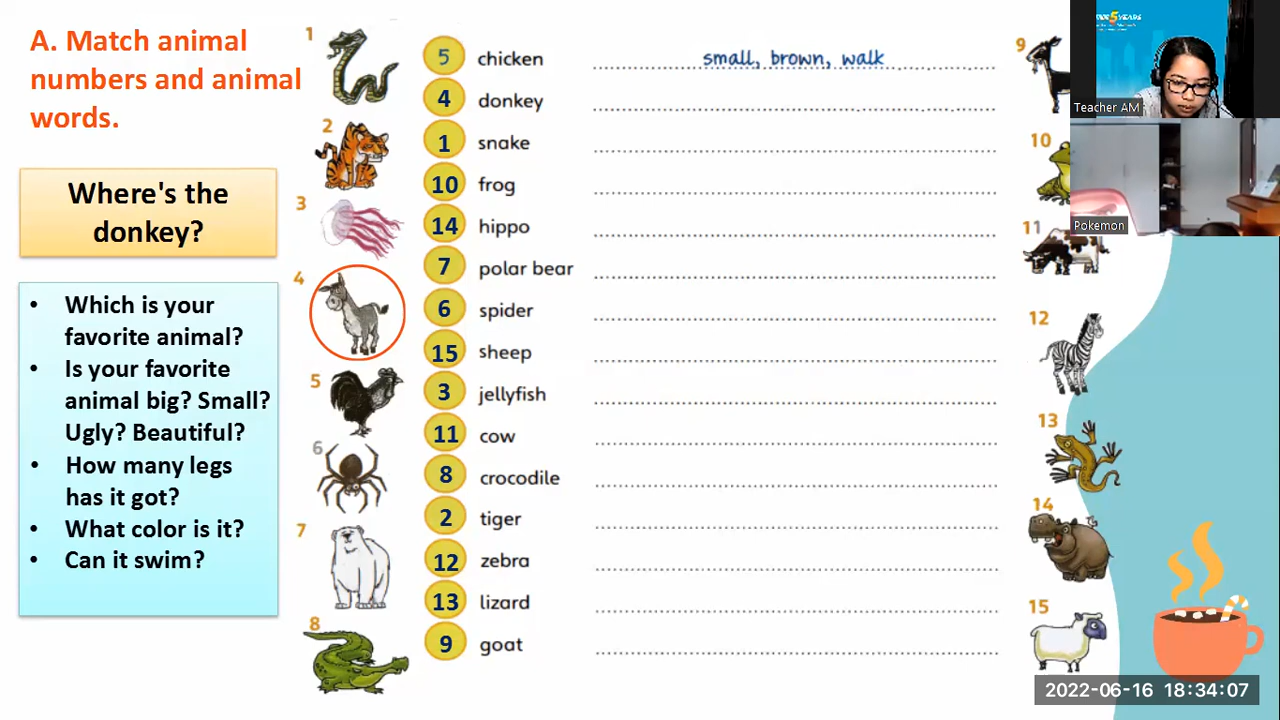 A. Match animal
numbers and animal
words.
Where's the
donkey?
• Which is your
favorite animal?
• Is your favorite
animal big? Small?
Ugly? Beautiful?
• How many legs
has it got?
• What color is it?
• Can it swim?
1
2
3
4
5
6
7
8
5 chicken small, brown, walk
4 donkey
1 snake
10 frog
14 hippo
7 polar bear
6 spider
15 sheep
3 jellyfish
11 cow
8 crocodile
2 tiger
12 zebra
13 lizard
9 goat
9
10
11
12
13
14
15
5 YEARS
Teacher AM
Pokemon
2022-06-16 18:34:07